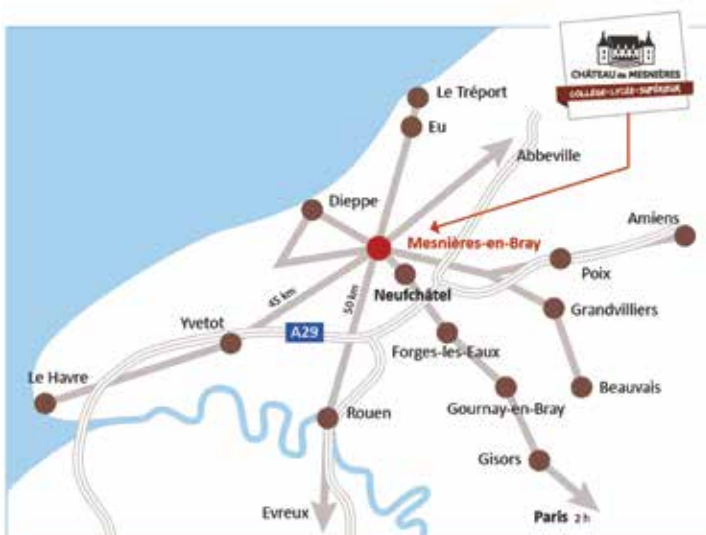 CHÂTEAU de MESNIÈRES
COLLÈGE-LYCÉE-SUPÉRIEUR
Le Tréport
Eu
Abbeville
Dieppe
Amiens
Mesnières-en-Bray
Poix
Neufchâtel
45 km
50 km
Grandvilliers
Yvetot
A29
Forges-les-Eaux
Le Havre
Beauvais
Rouen
Gournay-en-Bray
Gisors
Evreux
Paris 2 h